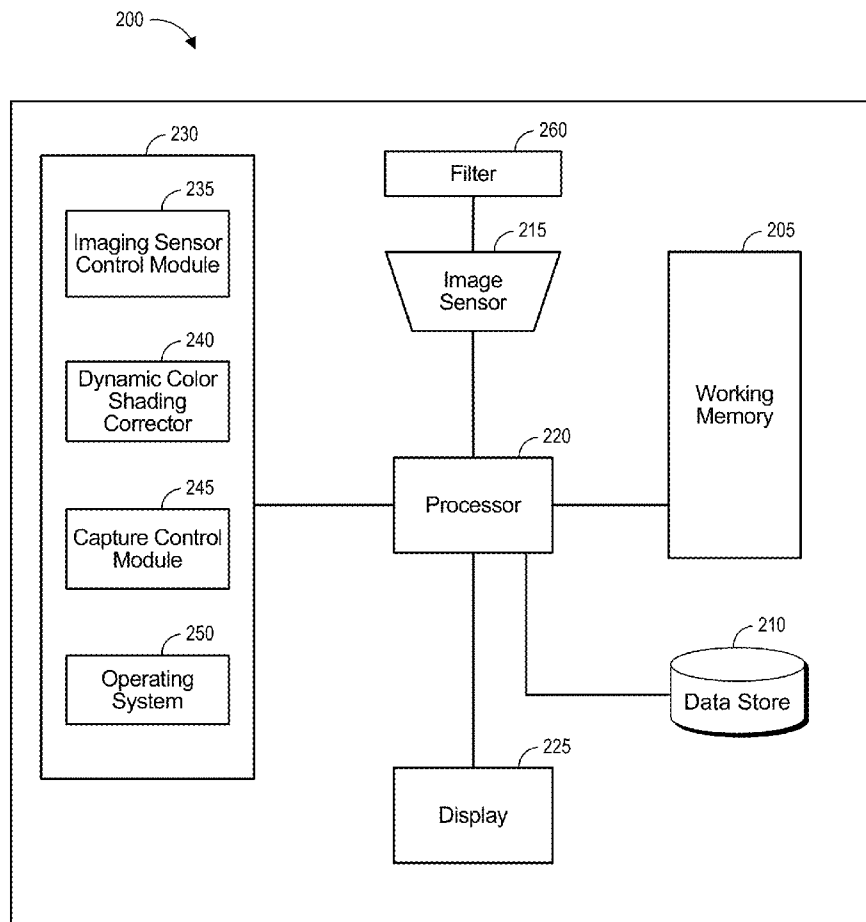 200
230
235
Imaging Sensor
Control Module
240
Dynamic Color
Shading
Corrector
245
Capture Control
Module
250
Operating
System
260
Filter
215
Image
Sensor
220
Processor
225
Display
205
Working
Memory
210
Data Store